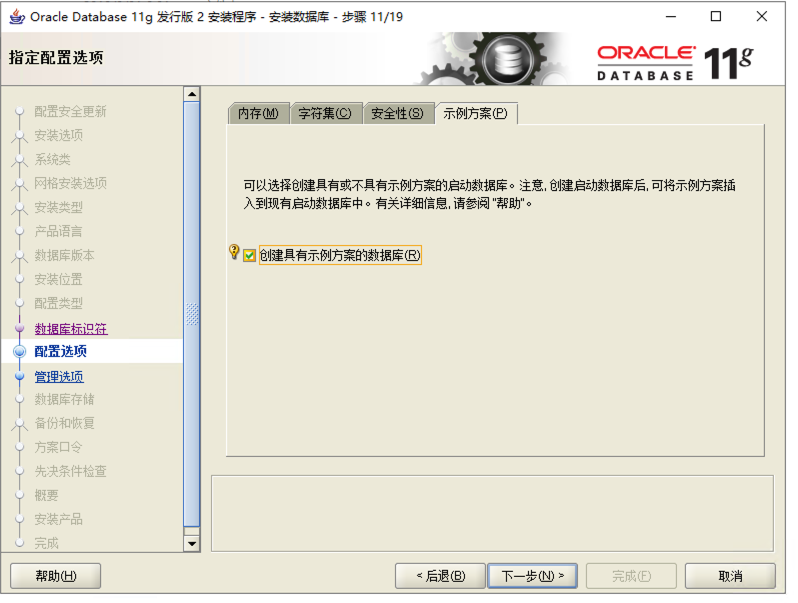 Oracle Database 11g 发行版 2 安装程序 - 安装数据库 - 步骤 11/19
指定配置选项
ORACLE
DATABASE
11g
配置安全更新
安装选项
系统类
网格安装选项
安装类型
产品语言
数据库版本
安装位置
配置类型
数据库标识符
配置选项
管理选项
数据库存储
备份和恢复
方案口令
先决条件检查
概要
安装产品
完成
内存(M) 字符集(C) 安全性(S) 示例方案(P)
可以选择创建具有或不具有示例方案的启动数据库。注意, 创建启动数据库后, 可将示例方案插
入到现有启动数据库中。有关详细信息, 请参阅 "帮助"。
创建具有示例方案的数据库(R)
帮助(H) < 后退(B) 下一步(N) > 完成(F) 取消